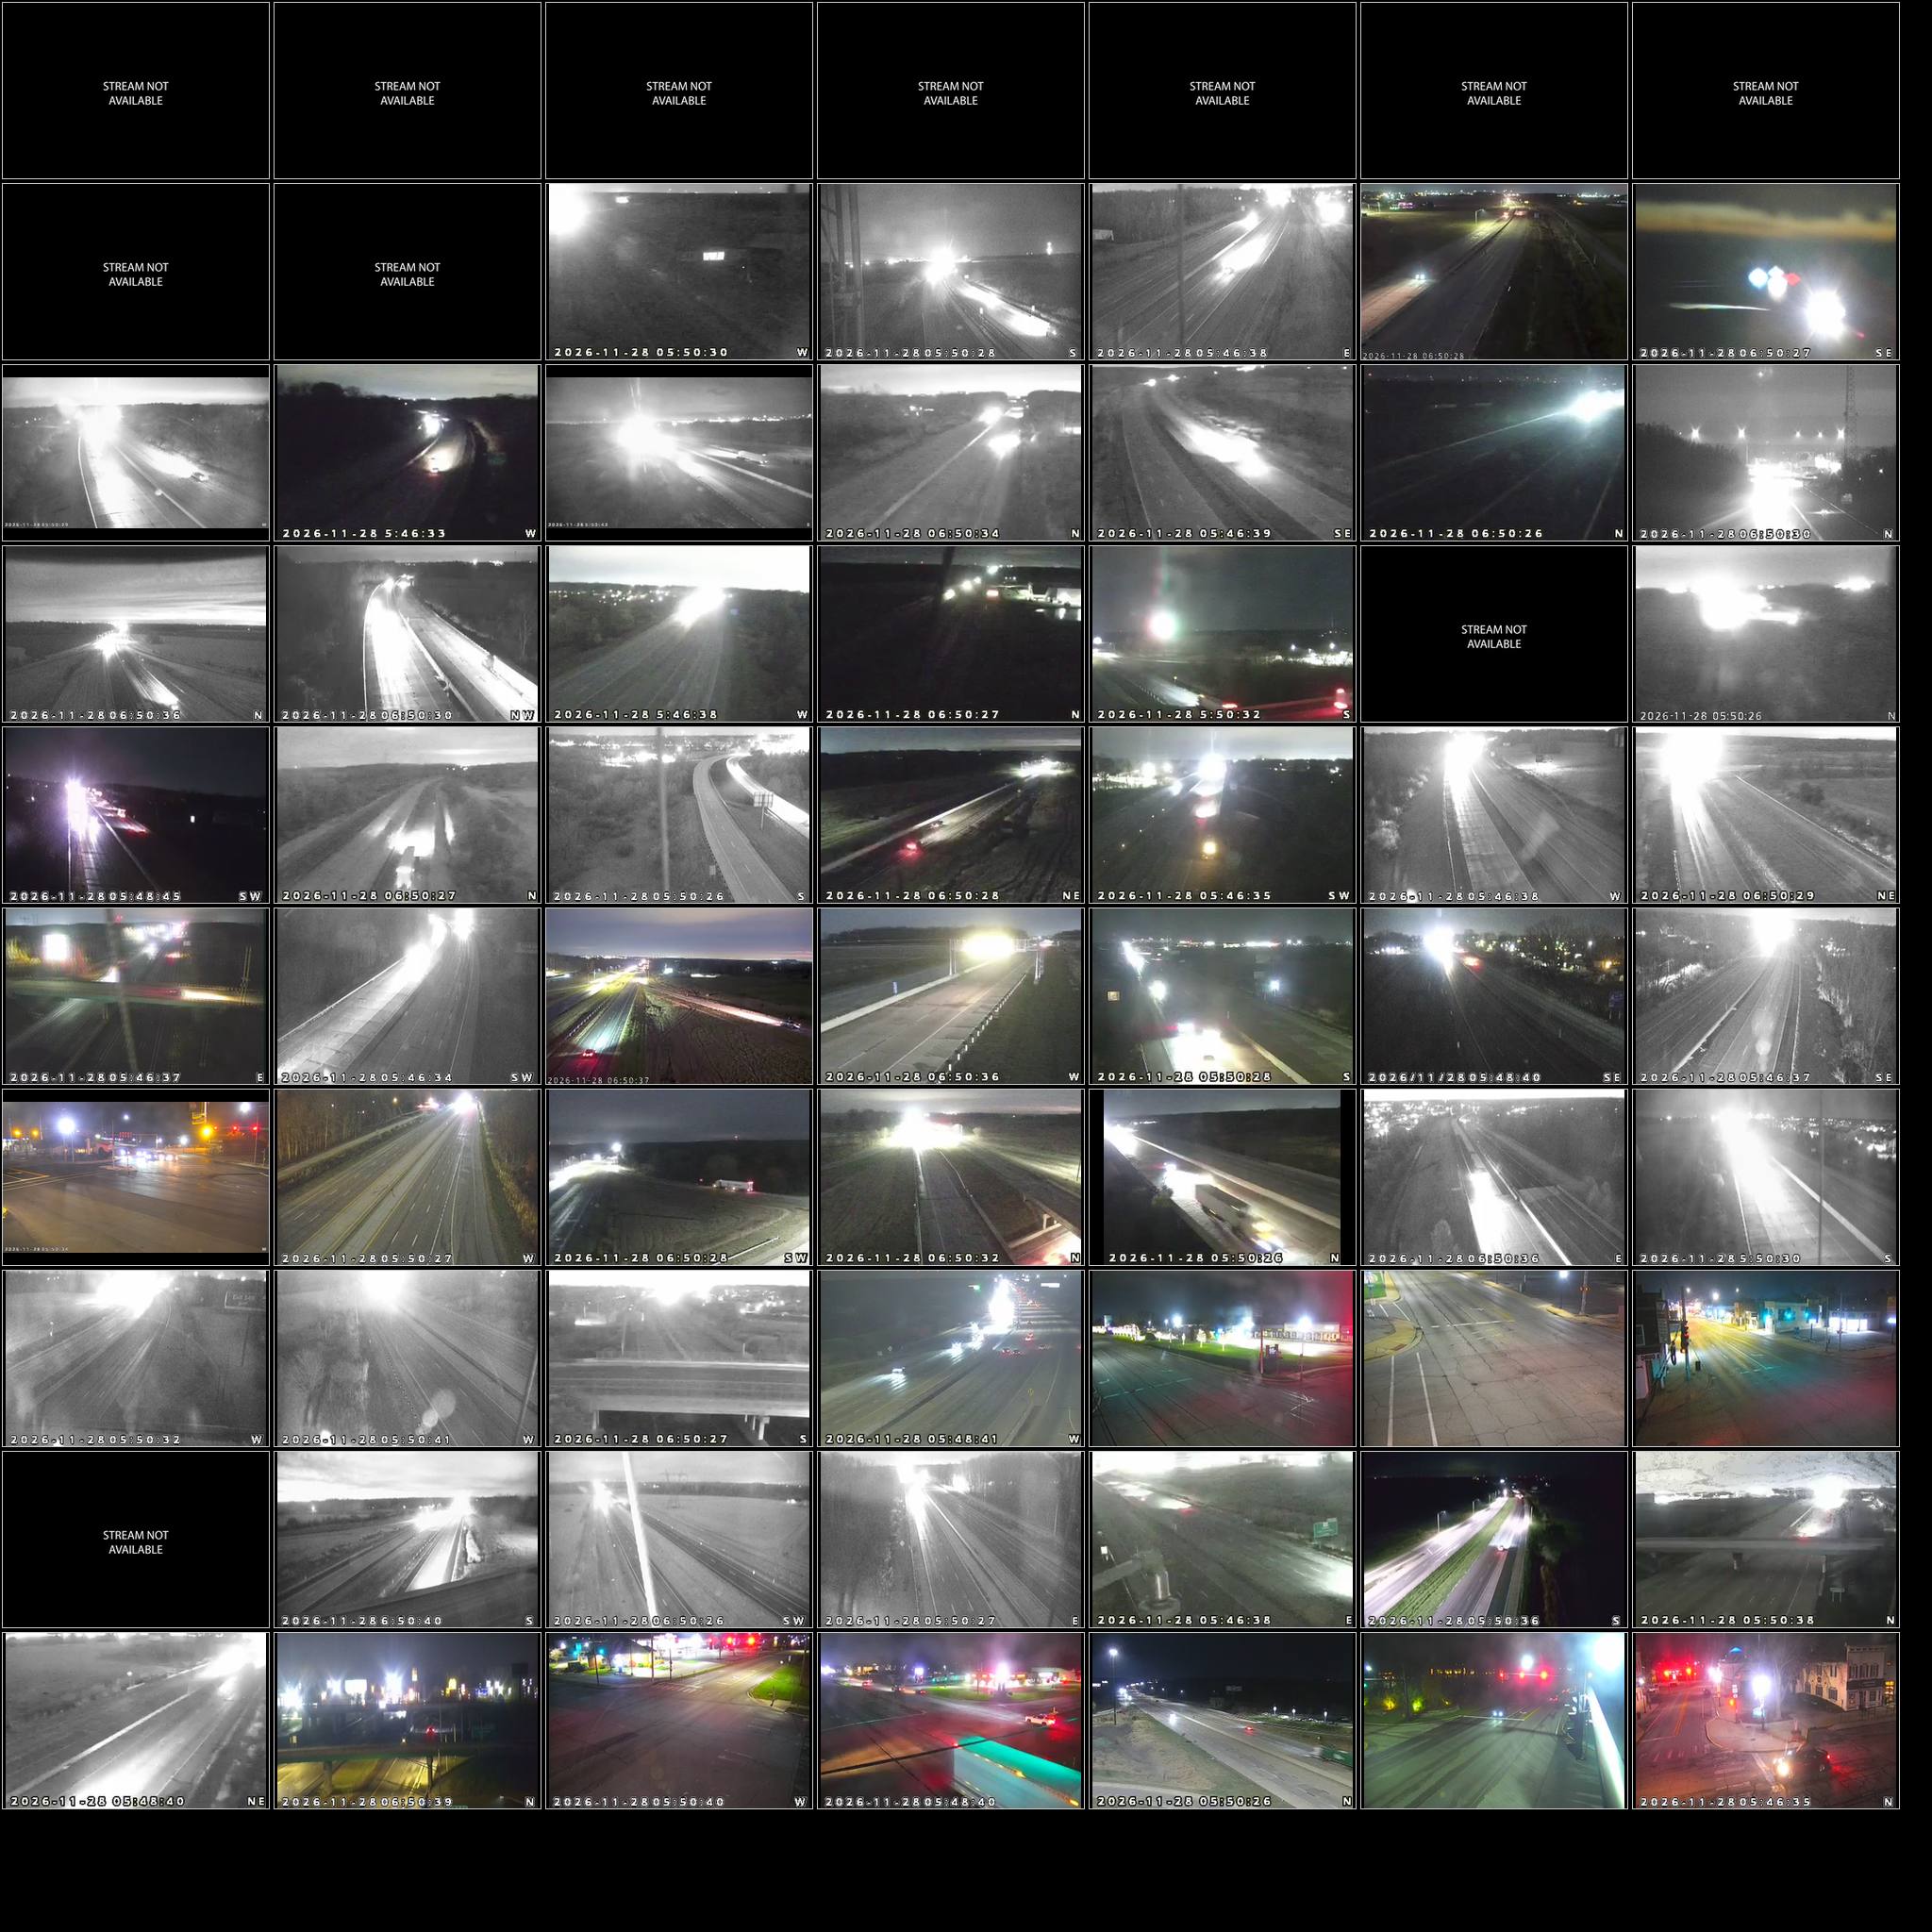 STREAM NOT
AVAILABLE
STREAM NOT
AVAILABLE
STREAM NOT
AVAILABLE
STREAM NOT
AVAILABLE
STREAM NOT
AVAILABLE
STREAM NOT
AVAILABLE
STREAM NOT
AVAILABLE
STREAM NOT
AVAILABLE
STREAM NOT
AVAILABLE
2026-11-28 05:50:30 W
2026-11-28 05:50:28 S
2026-11-28 05:46:38 E
2026-11-28 06:50:28
2026-11-28 06:50:27 SE
2026-11-28 5:46:33 W
2026-11-28 06:50:34 N
2026-11-28 05:46:39 SE
2026-11-28 06:50:26 N
2026-11-28 06:50:30 N
2026-11-28 06:50:36 N
2026-11-28 06:50:30 NW
2026-11-28 5:46:38 W
2026-11-28 06:50:27 N
2026-11-28 5:50:32 S
STREAM NOT
AVAILABLE
2026-11-28 05:50:26 N
2026-11-28 05:48:45 SW
2026-11-28 06:50:27 N
2026-11-28 05:50:26 S
2026-11-28 06:50:28 NE
2026-11-28 05:46:35 SW
2026-11-28 05:46:38 W
2026-11-28 06:50:29 NE
2026-11-28 05:46:37 E
2026-11-28 05:46:34 SW
2026-11-28 06:50:37
2026-11-28 06:50:36 W
2026-11-28 05:50:28 S
2026/11/28 05:48:40 SE
2026-11-28 05:46:37 SE
2026-11-28 05:50:27 W
2026-11-28 06:50:28 SW
2026-11-28 06:50:32 N
2026-11-28 05:50:26 N
2026-11-28 06:50:36 E
2026-11-28 05:50:30 S
2026-11-28 05:50:32 W
2026-11-28 05:50:41 W
2026-11-28 06:50:27 S
2026-11-28 05:48:41 W
STREAM NOT
AVAILABLE
2026-11-28 6:50:40 S
2026-11-28 06:50:26 SW
2026-11-28 05:50:27 E
2026-11-28 05:46:38 E
2026-11-28 05:50:36 S
2026-11-28 05:50:38 N
2026-11-28 05:48:40 NE
2026-11-28 06:50:39 N
2026-11-28 05:50:40 W
2026-11-28 05:48:40
2026-11-28 05:50:26 N
2026-11-28 05:46:35 N